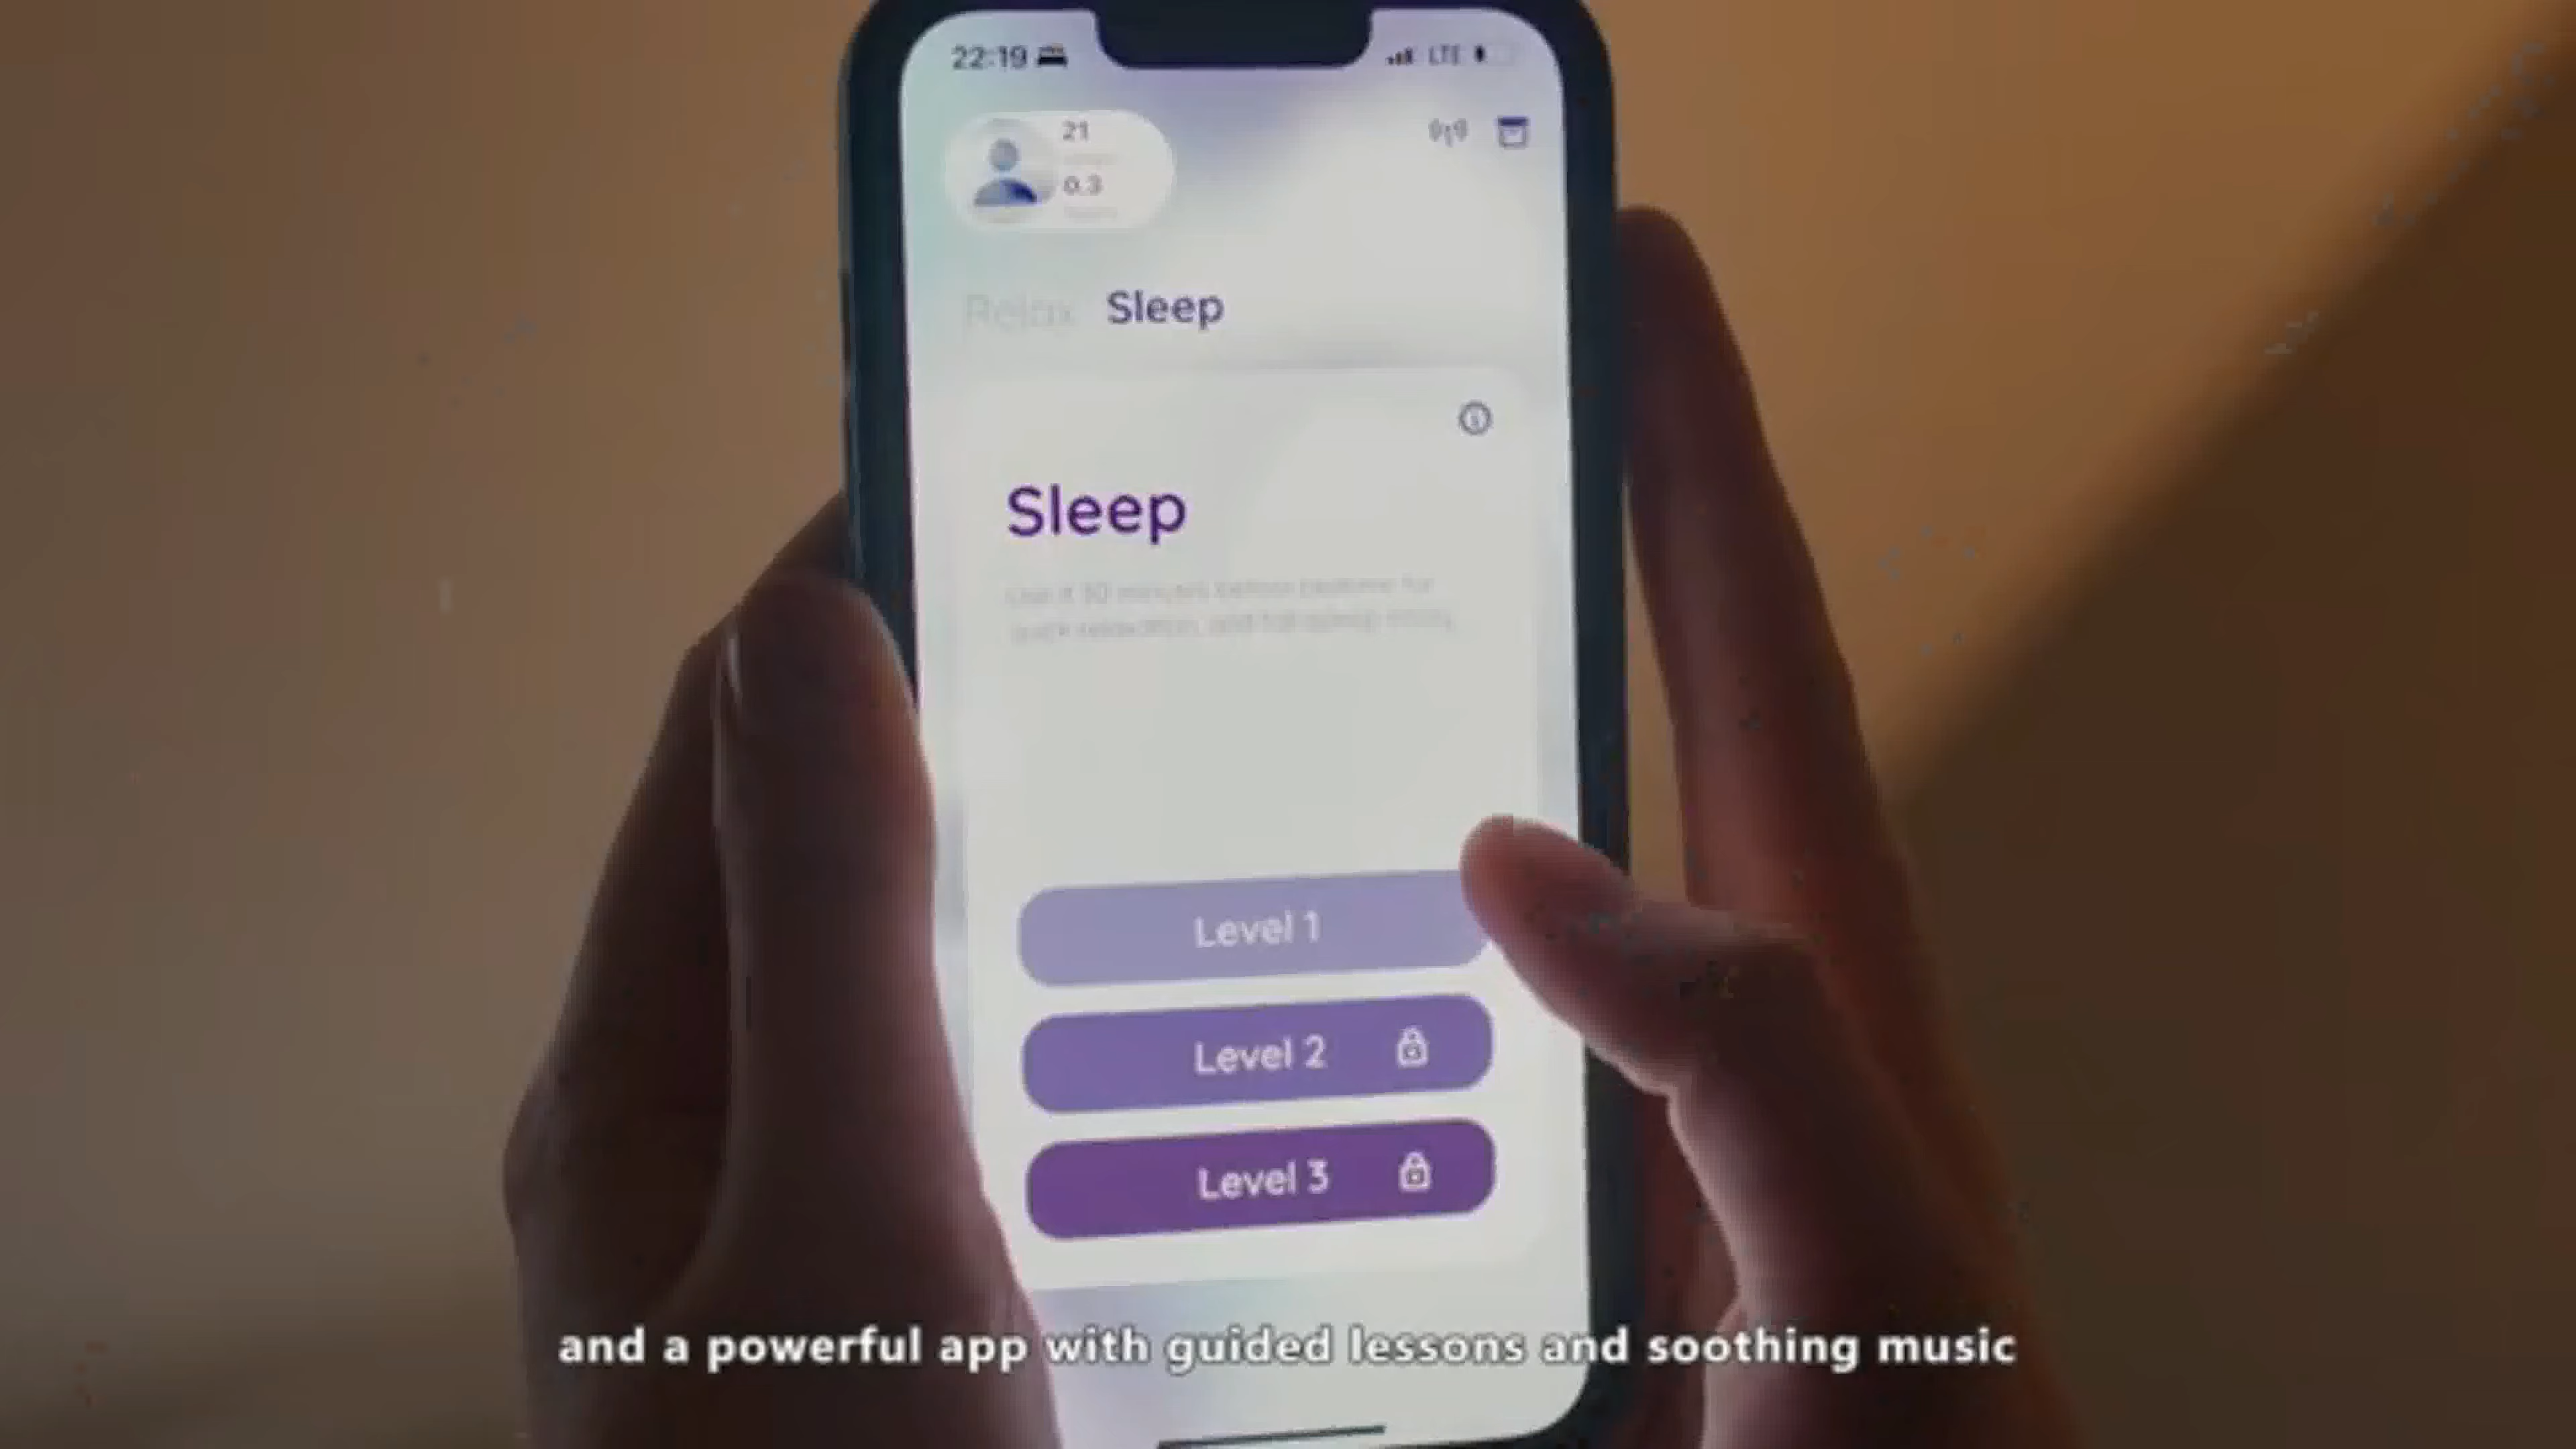 22:19
LTE
21
0.3
Relax Sleep
Sleep
Level 1
Level 2
Level 3
and a powerful app with guided lessons and soothing music